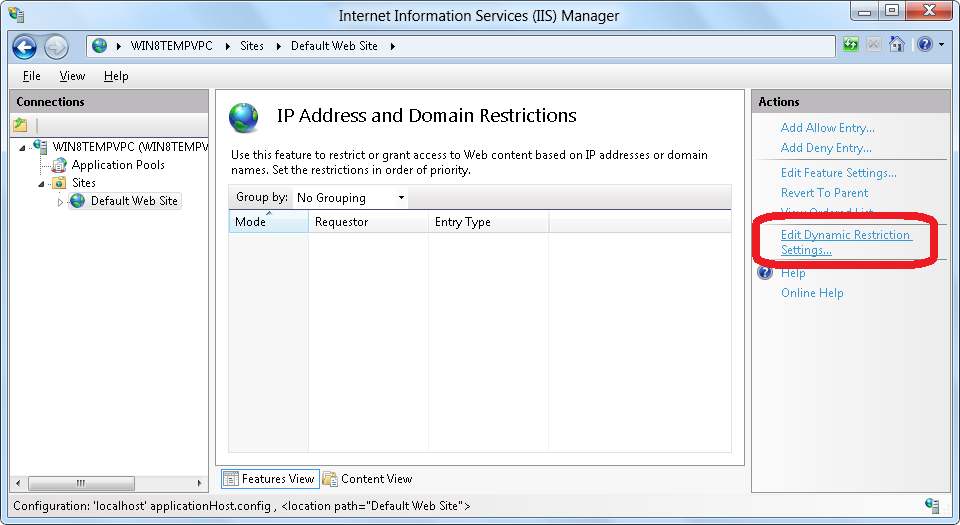 Internet Information Services (IIS) Manager
WIN8TEMPVPC Sites Default Web Site
File View Help
Connections
WIN8TEMPVPC (WIN8TEMPV
Application Pools
Sites
Default Web Site
IP Address and Domain Restrictions
Use this feature to restrict or grant access to Web content based on IP addresses or domain
names. Set the restrictions in order of priority.
Group by: No Grouping
Mode Requestor Entry Type
Features View Content View
Actions
Add Allow Entry...
Add Deny Entry...
Edit Feature Settings...
Revert To Parent
View Ordered List...
Edit Dynamic Restriction
Settings...
Help
Online Help
Configuration: 'localhost' applicationHost.config , <location path="Default Web Site">